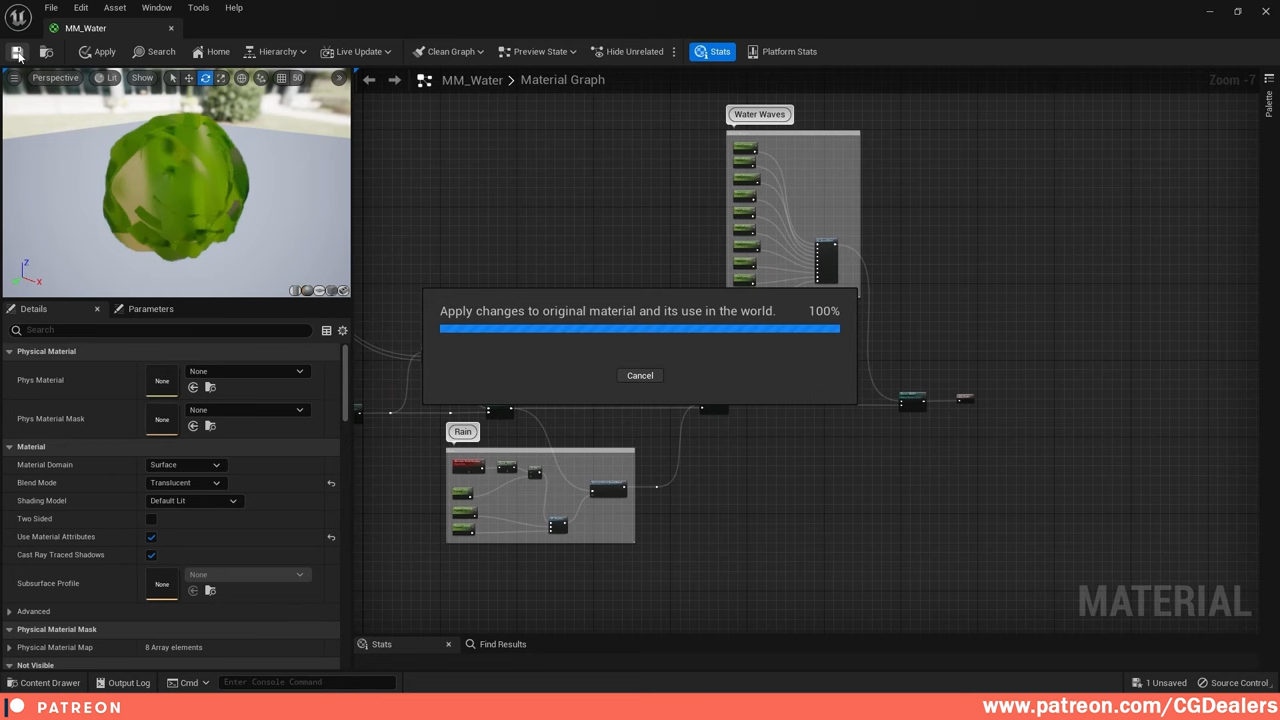 File Edit Asset Window Tools Help
MM_Water
Apply Search Home Hierarchy Live Update Clean Graph Preview State Hide Unrelated Stats Platform Stats
Perspective Lit Show 50
MM_Water > Material Graph Zoom -7
Palette
Water Waves
Z
X
Apply changes to original material and its use in the world. 100%
Cancel
Details Parameters
Search
Physical Material
Phys Material None None
Phys Material Mask None None
Material
Material Domain Surface
Blend Mode Translucent
Shading Model Default Lit
Two Sided
Use Material Attributes
Cast Ray Traced Shadows
Subsurface Profile None None
Advanced
Physical Material Mask
Physical Material Map 8 Array elements
Not Visible
Rain
MATERIAL
Stats Find Results
Content Drawer Output Log Cmd Enter Console Command 1 Unsaved Source Control
PATREON www.patreon.com/CGDealers